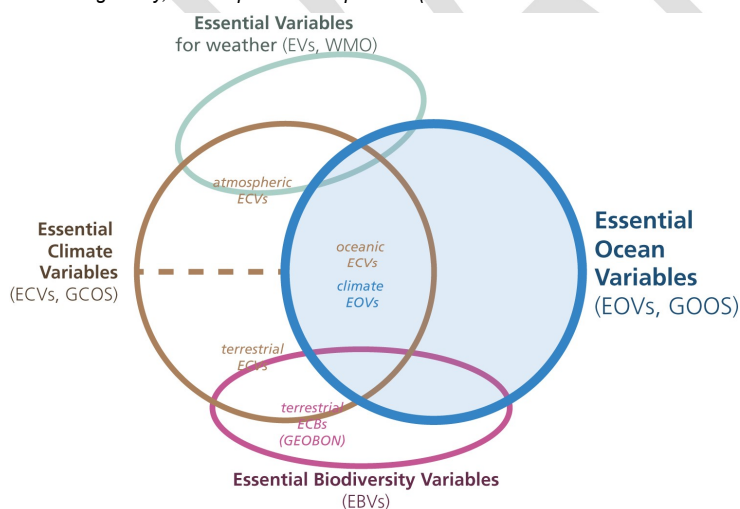 Essential Variables
for weather (EVs, WMO)
atmospheric
ECVs
Essential
Climate
Variables
(ECVs, GCOS)
oceanic
ECVs
climate
EOVs
Essential
Ocean
Variables
(EOVs, GOOS)
terrestrial
ECVs
terrestrial
ECBs
(GEOBON)
Essential Biodiversity Variables
(EBVs)